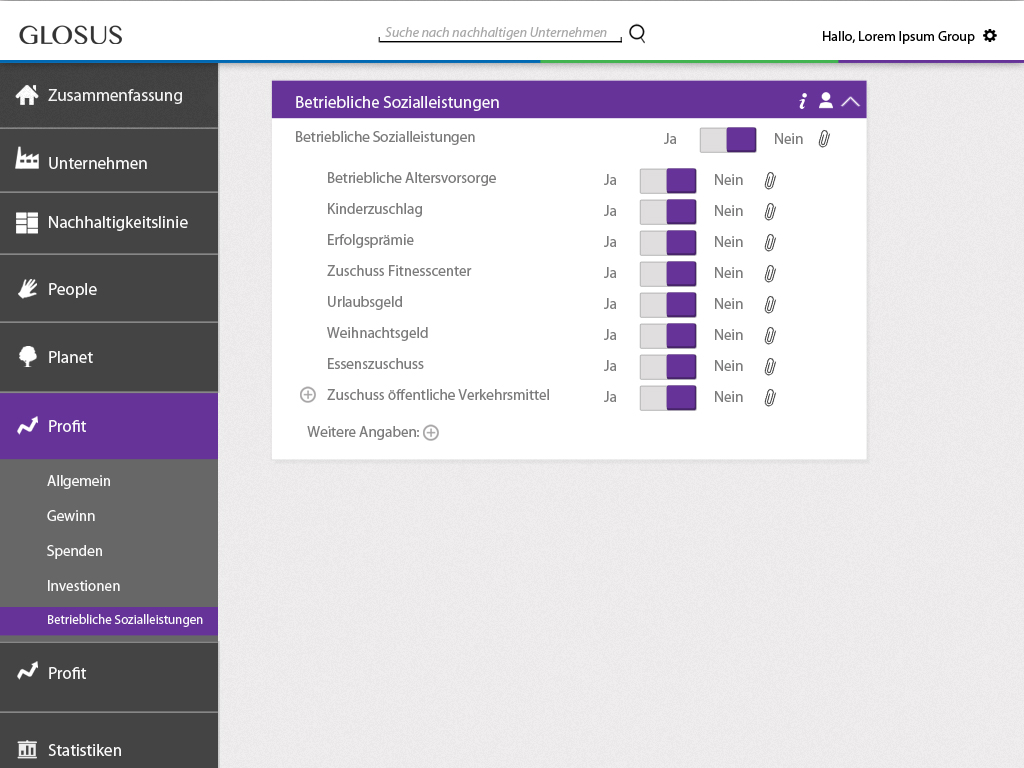 GLOSUS
Suche nach nachhaltigen Unternehmen
Hallo, Lorem Ipsum Group
Zusammenfassung
Unternehmen
Nachhaltigkeitslinie
People
Planet
Profit
Allgemein
Gewinn
Spenden
Investionen
Betriebliche Sozialleistungen
Profit
Statistiken
Betriebliche Sozialleistungen i
Betriebliche Sozialleistungen Ja Nein
Betriebliche Altersvorsorge Ja Nein
Kinderzuschlag Ja Nein
Erfolgsprämie Ja Nein
Zuschuss Fitnesscenter Ja Nein
Urlaubsgeld Ja Nein
Weihnachtsgeld Ja Nein
Essenszuschuss Ja Nein
Zuschuss öffentliche Verkehrsmittel Ja Nein
Weitere Angaben: